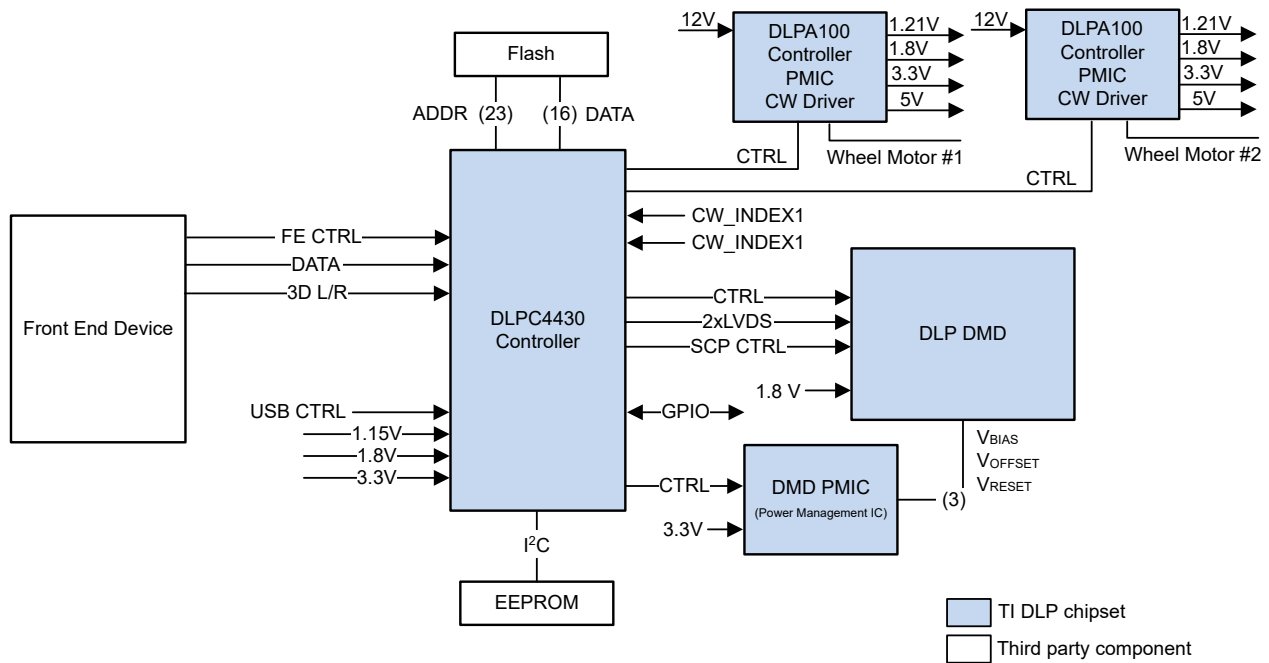 12V
DLPA100
Controller
PMIC
CW Driver
1.21V
1.8V
3.3V
5V
12V
DLPA100
Controller
PMIC
CW Driver
1.21V
1.8V
3.3V
5V
Flash
ADDR (23)
(16) DATA
CTRL
Wheel Motor #1
CTRL
Wheel Motor #2
Front End Device
FE CTRL
DATA
3D L/R
DLPC4430
Controller
CW_INDEX1
CW_INDEX1
CTRL
2xLVDS
SCP CTRL
1.8 V
DLP DMD
USB CTRL
1.15V
1.8V
3.3V
GPIO
VBIAS
VOFFSET
VRESET
(3)
CTRL
3.3V
DMD PMIC
(Power Management IC)
I²C
EEPROM
TI DLP chipset
Third party component